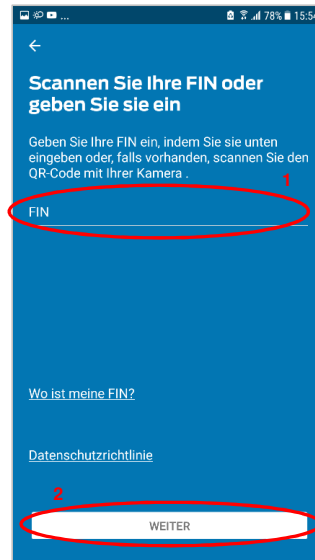 ... 78% 15:54
Scannen Sie Ihre FIN oder
geben Sie sie ein
Geben Sie Ihre FIN ein, indem Sie sie unten
eingeben oder, falls vorhanden, scannen Sie den
QR-Code mit Ihrer Kamera .
1
FIN
Wo ist meine FIN?
Datenschutzrichtlinie
2
WEITER